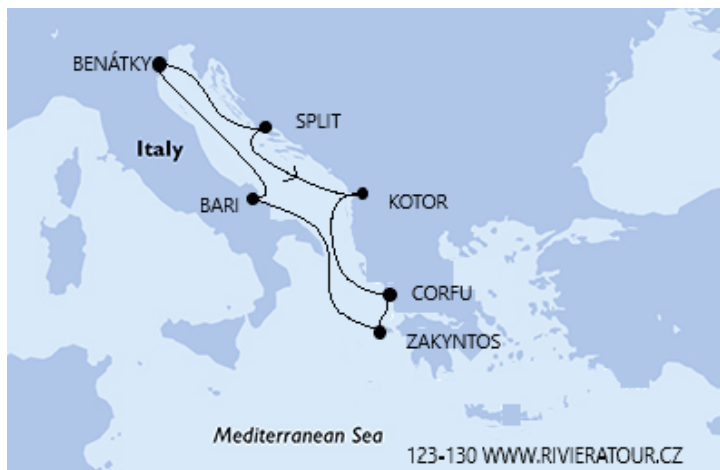 BENÁTKY
SPLIT
Italy
KOTOR
BARI
CORFU
ZAKYNTOS
Mediterranean Sea
123-130 WWW.RIVIERATOUR.CZ